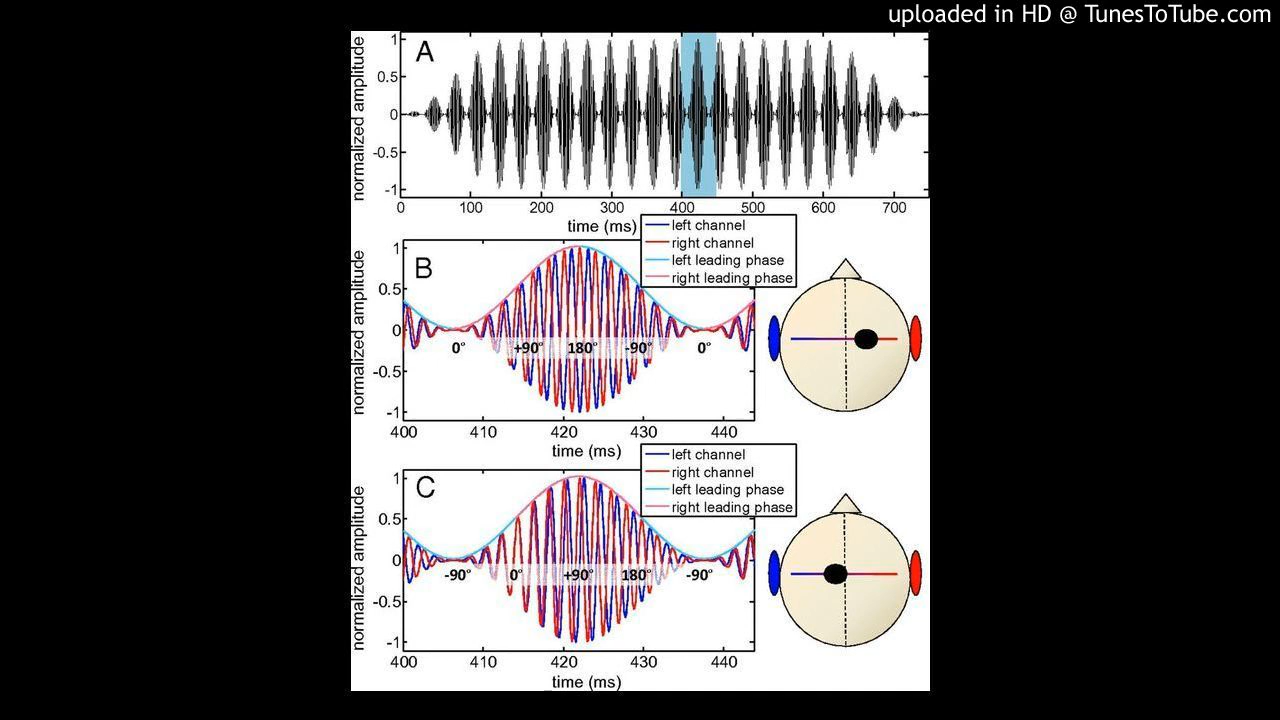 uploaded in HD @ TunesToTube.com
A
normalized amplitude
1
0.5
0
-0.5
-1
0 100 200 300 400 500 600 700
time (ms)
left channel
right channel
left leading phase
right leading phase
B
normalized amplitude
1
0.5
0
-0.5
-1
0° +90° 180° -90° 0°
400 410 420 430 440
time (ms)
left channel
right channel
left leading phase
right leading phase
C
normalized amplitude
1
0.5
0
-0.5
-1
-90° 0° +90° 180° -90°
400 410 420 430 440
time (ms)